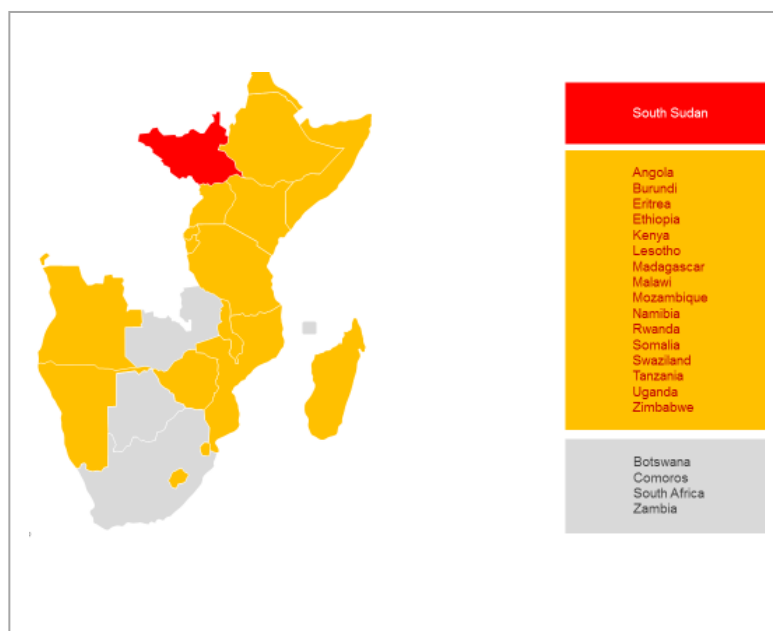 South Sudan
Angola
Burundi
Eritrea
Ethiopia
Kenya
Lesotho
Madagascar
Malawi
Mozambique
Namibia
Rwanda
Somalia
Swaziland
Tanzania
Uganda
Zimbabwe
Botswana
Comoros
South Africa
Zambia